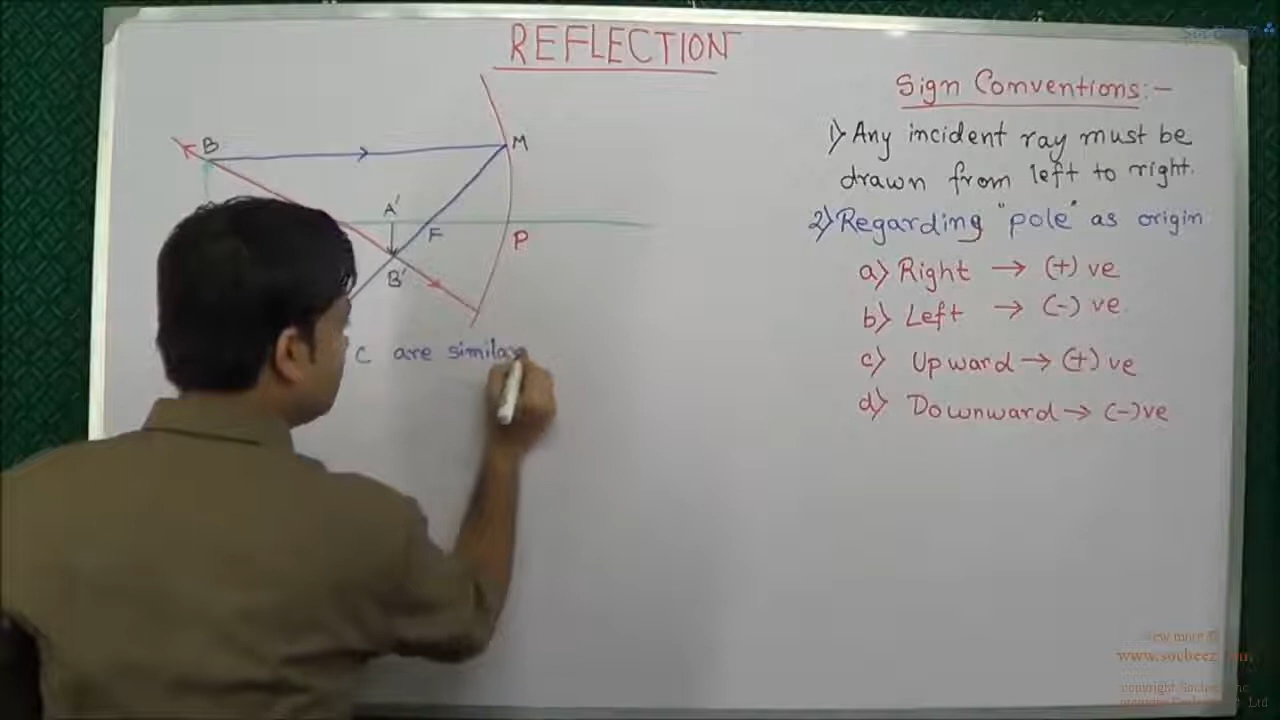 REFLECTION
Sign Conventions:-
1) Any incident ray must be
drawn from left to right.
2) Regarding "pole" as origin
a) Right → (+) ve
b) Left → (-) ve
c) Upward → (+) ve
d) Downward → (-)ve
B
M
A'
F
P
B'
C are similar
www.socbeez.com